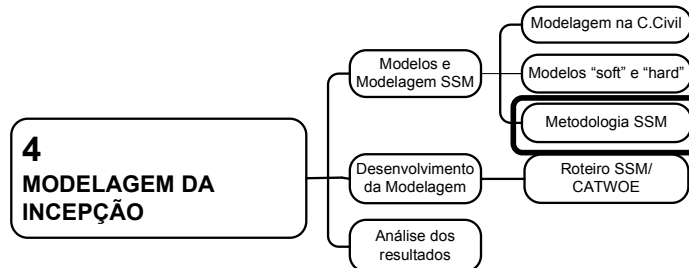 4
MODELAGEM DA
INCEPÇÃO
Modelos e
Modelagem SSM
Modelagem na C.Civil
Modelos “soft” e “hard”
Metodologia SSM
Desenvolvimento
da Modelagem
Roteiro SSM/
CATWOE
Análise dos
resultados